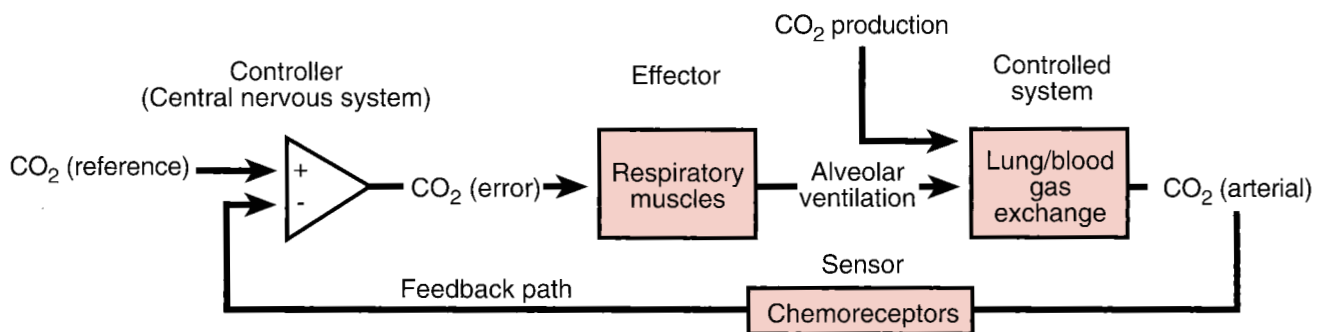 CO₂ production
Controller
(Central nervous system)
Effector
Controlled
system
CO₂ (reference)
+
-
CO₂ (error)
Respiratory
muscles
Alveolar
ventilation
Lung/blood
gas
exchange
CO₂ (arterial)
Sensor
Feedback path
Chemoreceptors